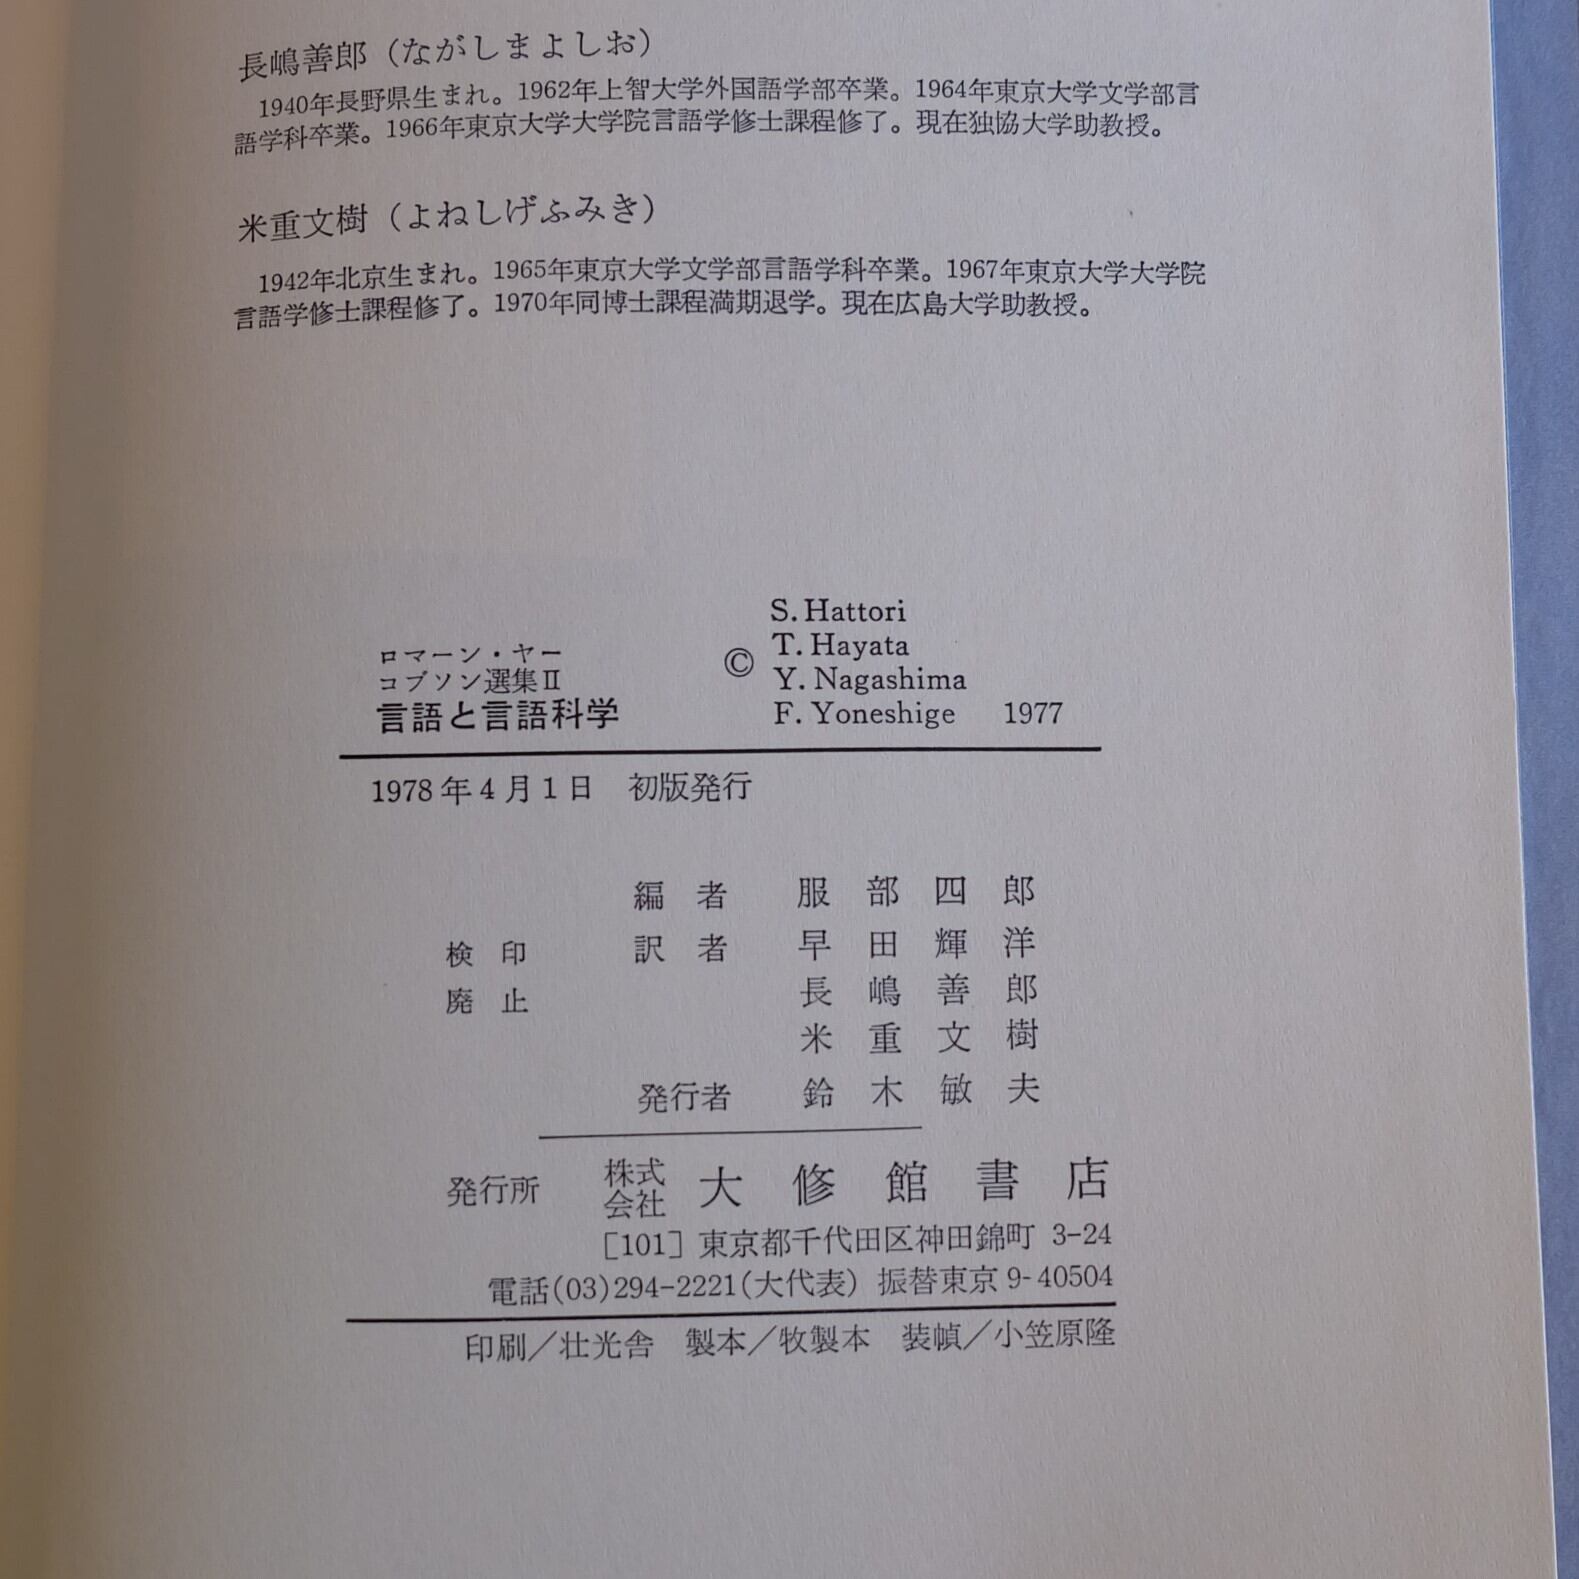 長嶋善郎（ながしまよしお）
1940年長野県生まれ。1962年上智大学外国語学部卒業。1964年東京大学文学部言
語学科卒業。1966年東京大学大学院言語学修士課程修了。現在独協大学助教授。
米重文樹（よねしげふみき）
1942年北京生まれ。1965年東京大学文学部言語学科卒業。1967年東京大学大学院
言語学修士課程修了。1970年同博士課程満期退学。現在広島大学助教授。
ロマーン・ヤー
コブソン選集Ⅱ
言語と言語科学
©
S. Hattori
T. Hayata
Y. Nagashima
F. Yoneshige 1977
1978年4月1日 初版発行
編者 服部四郎
訳者 早田輝洋
長嶋善郎
米重文樹
発行者 鈴木敏夫
検印
廃止
発行所 株式会社 大修館書店
［101］東京都千代田区神田錦町 3-24
電話(03)294-2221(大代表) 振替東京9-40504
印刷／壮光舎 製本／牧製本 装幀／小笠原隆